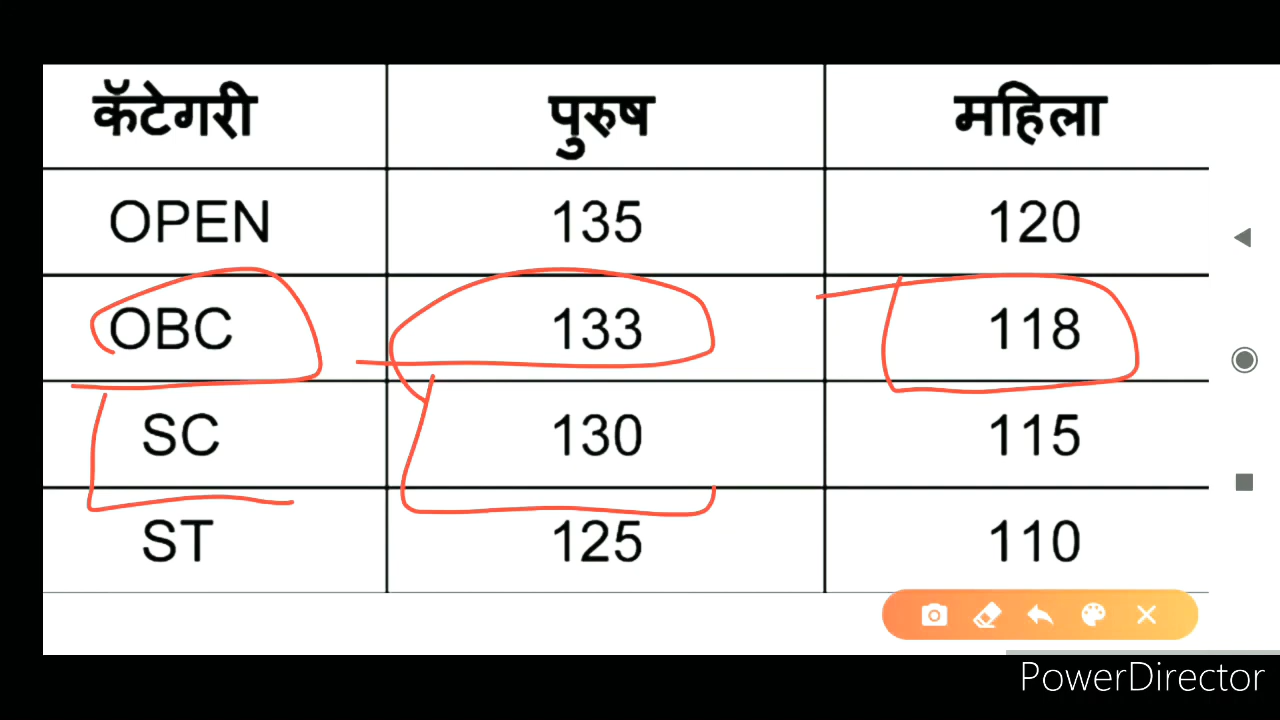 कॅटेगरी पुरुष महिला
OPEN 135 120
OBC 133 118
SC 130 115
ST 125 110
PowerDirector